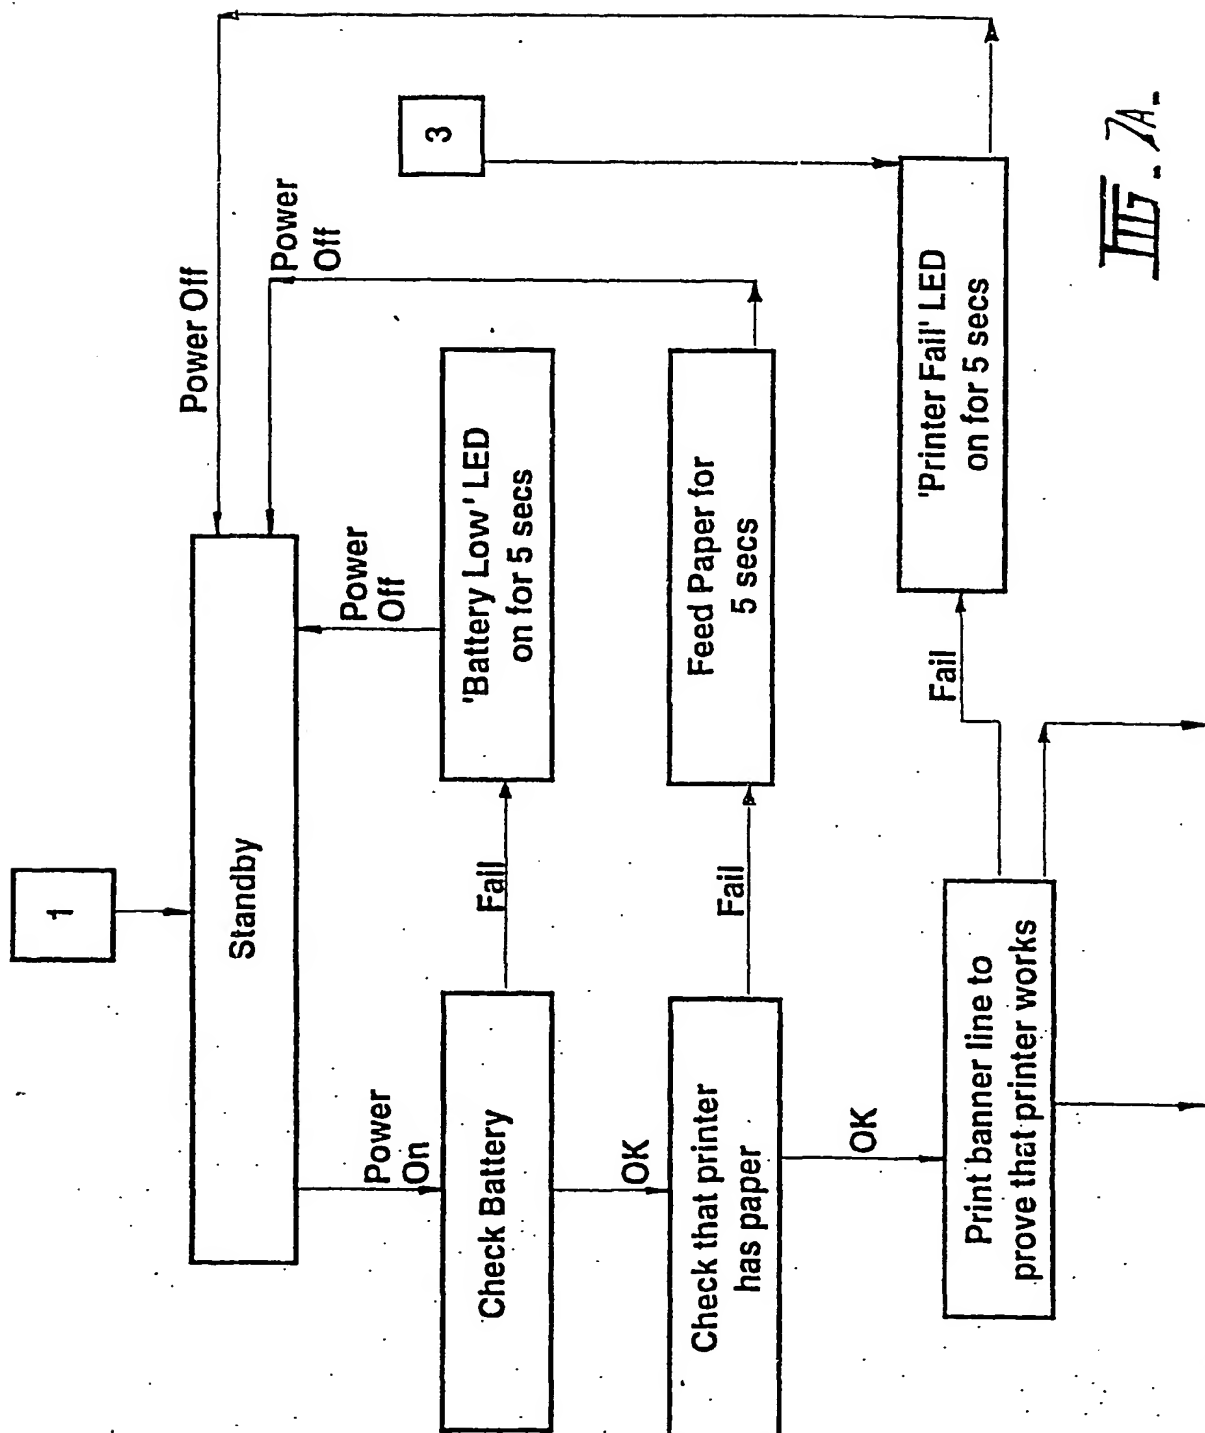 1
Standby
Power Off
Power
Off
3
Power
On
Power
Off
Check Battery
Fail
'Battery Low' LED
on for 5 secs
OK
Check that printer
has paper
Fail
Feed Paper for
5 secs
OK
Print banner line to
prove that printer works
Fail
'Printer Fail' LED
on for 5 secs
FIG. 7A.